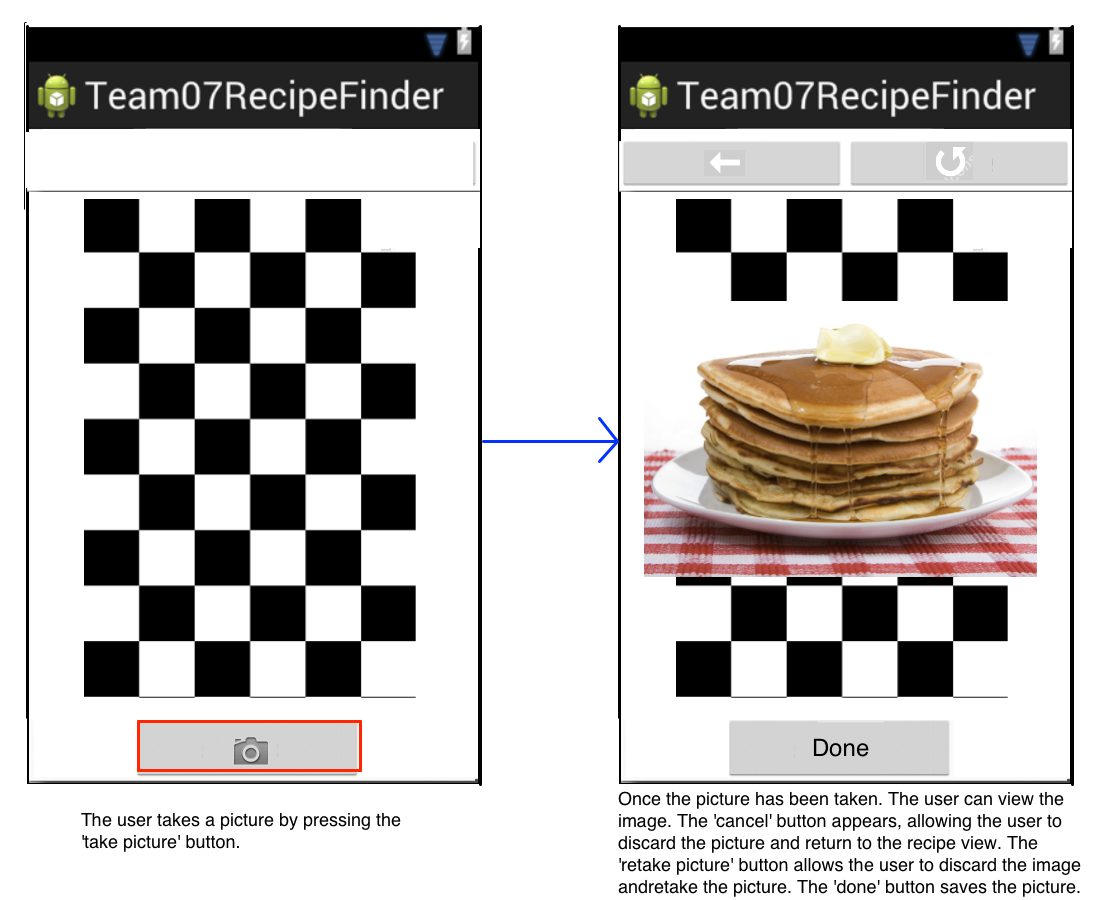 Team07RecipeFinder
Team07RecipeFinder
Done
The user takes a picture by pressing the
'take picture' button.
Once the picture has been taken. The user can view the
image. The 'cancel' button appears, allowing the user to
discard the picture and return to the recipe view. The
'retake picture' button allows the user to discard the image
andretake the picture. The 'done' button saves the picture.